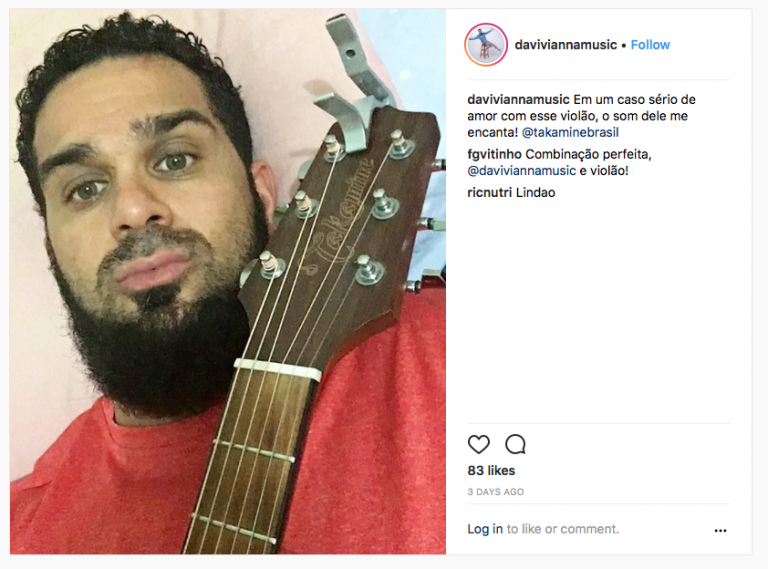 daviviannamusic • Follow
daviviannamusic Em um caso sério de
amor com esse violão, o som dele me
encanta! @takaminebrasil
fgvitinho Combinação perfeita,
@daviviannamusic e violão!
ricnutri Lindao
Takamine
83 likes
3 DAYS AGO
Log in to like or comment.